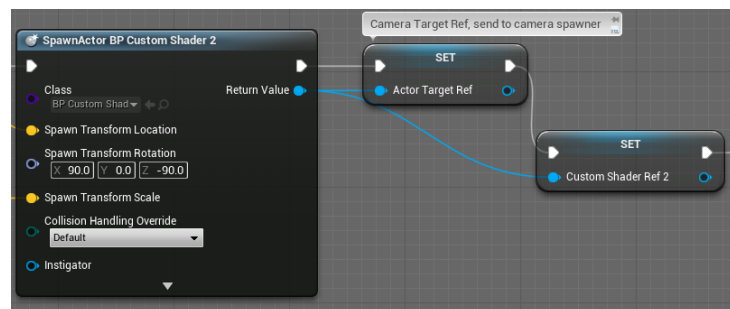 Camera Target Ref, send to camera spawner
SpawnActor BP Custom Shader 2
SET
Class
Return Value
Actor Target Ref
BP Custom Shad
Spawn Transform Location
SET
Spawn Transform Rotation
X 90.0 Y 0.0 Z -90.0
Custom Shader Ref 2
Spawn Transform Scale
Collision Handling Override
Default
Instigator